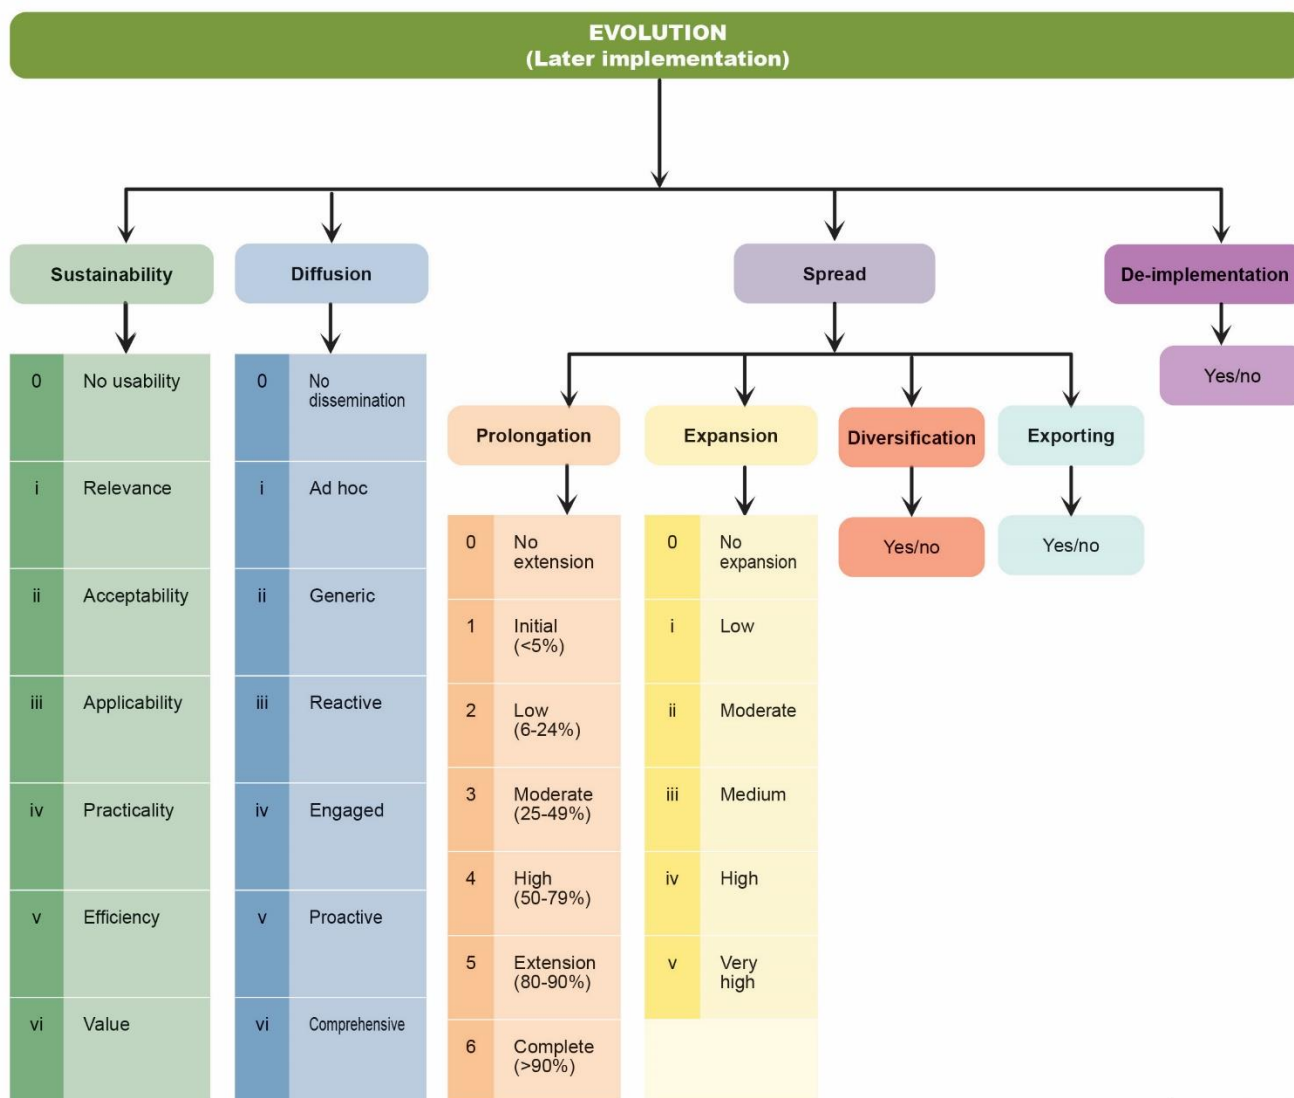 EVOLUTION
(Later implementation)
Sustainability
0 No usability
i Relevance
ii Acceptability
iii Applicability
iv Practicality
v Efficiency
vi Value
Diffusion
0 No
dissemination
i Ad hoc
ii Generic
iii Reactive
iv Engaged
v Proactive
vi Comprehensive
Spread
Prolongation
0 No
extension
1 Initial
(<5%)
2 Low
(6-24%)
3 Moderate
(25-49%)
4 High
(50-79%)
5 Extension
(80-90%)
6 Complete
(>90%)
Expansion
0 No
expansion
i Low
ii Moderate
iii Medium
iv High
v Very
high
Diversification
Yes/no
Exporting
Yes/no
De-implementation
Yes/no